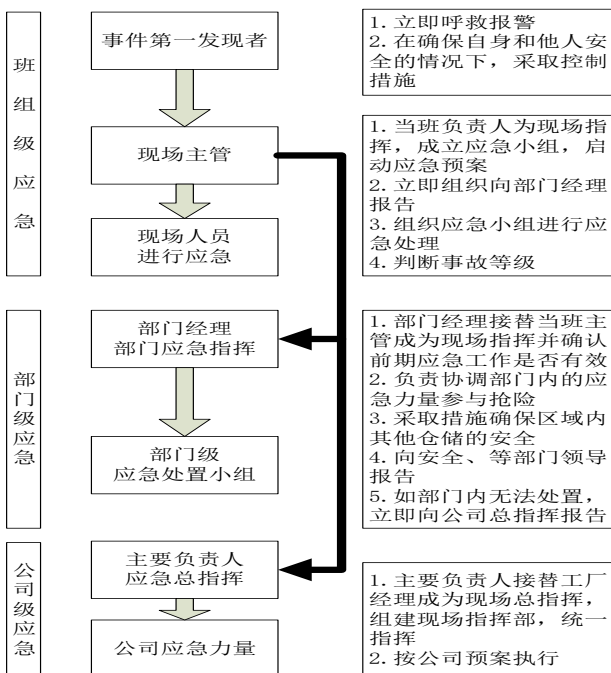 班
组
级
应
急
事件第一发现者
现场主管
现场人员
进行应急
1. 立即呼救报警
2. 在确保自身和他人安
全的情况下，采取控制
措施
1. 当班负责人为现场指
挥，成立应急小组，启
动应急预案
2. 立即组织向部门经理
报告
3. 组织应急小组进行应
急处理
4. 判断事故等级
部
门
级
应
急
部门经理
部门应急指挥
部门级
应急处置小组
1. 部门经理接替当班主
管成为现场指挥并确认
前期应急工作是否有效
2. 负责协调部门内的应
急力量参与抢险
3. 采取措施确保区域内
其他仓储的安全
4. 向安全、等部门领导
报告
5. 如部门内无法处置，
立即向公司总指挥报告
公
司
级
应
急
主要负责人
应急总指挥
公司应急力量
1. 主要负责人接替工厂
经理成为现场总指挥，
组建现场指挥部，统一
指挥
2. 按公司预案执行